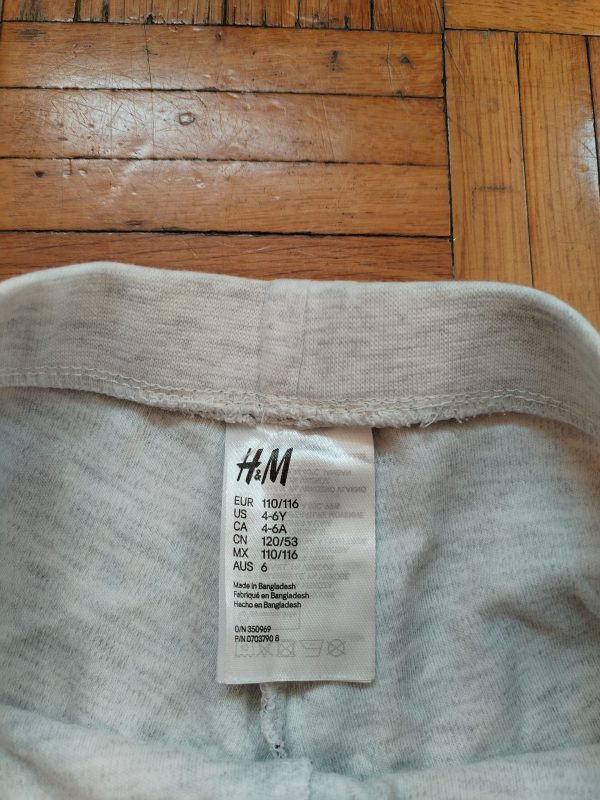 H&M
EUR 110/116
US 4-6Y
CA 4-6A
CN 120/53
MX 110/116
AUS 6
Made in Bangladesh
Fabriqué en Bangladesh
Hecho en Bangladesh
O/N 350969
P/N 0703790 8